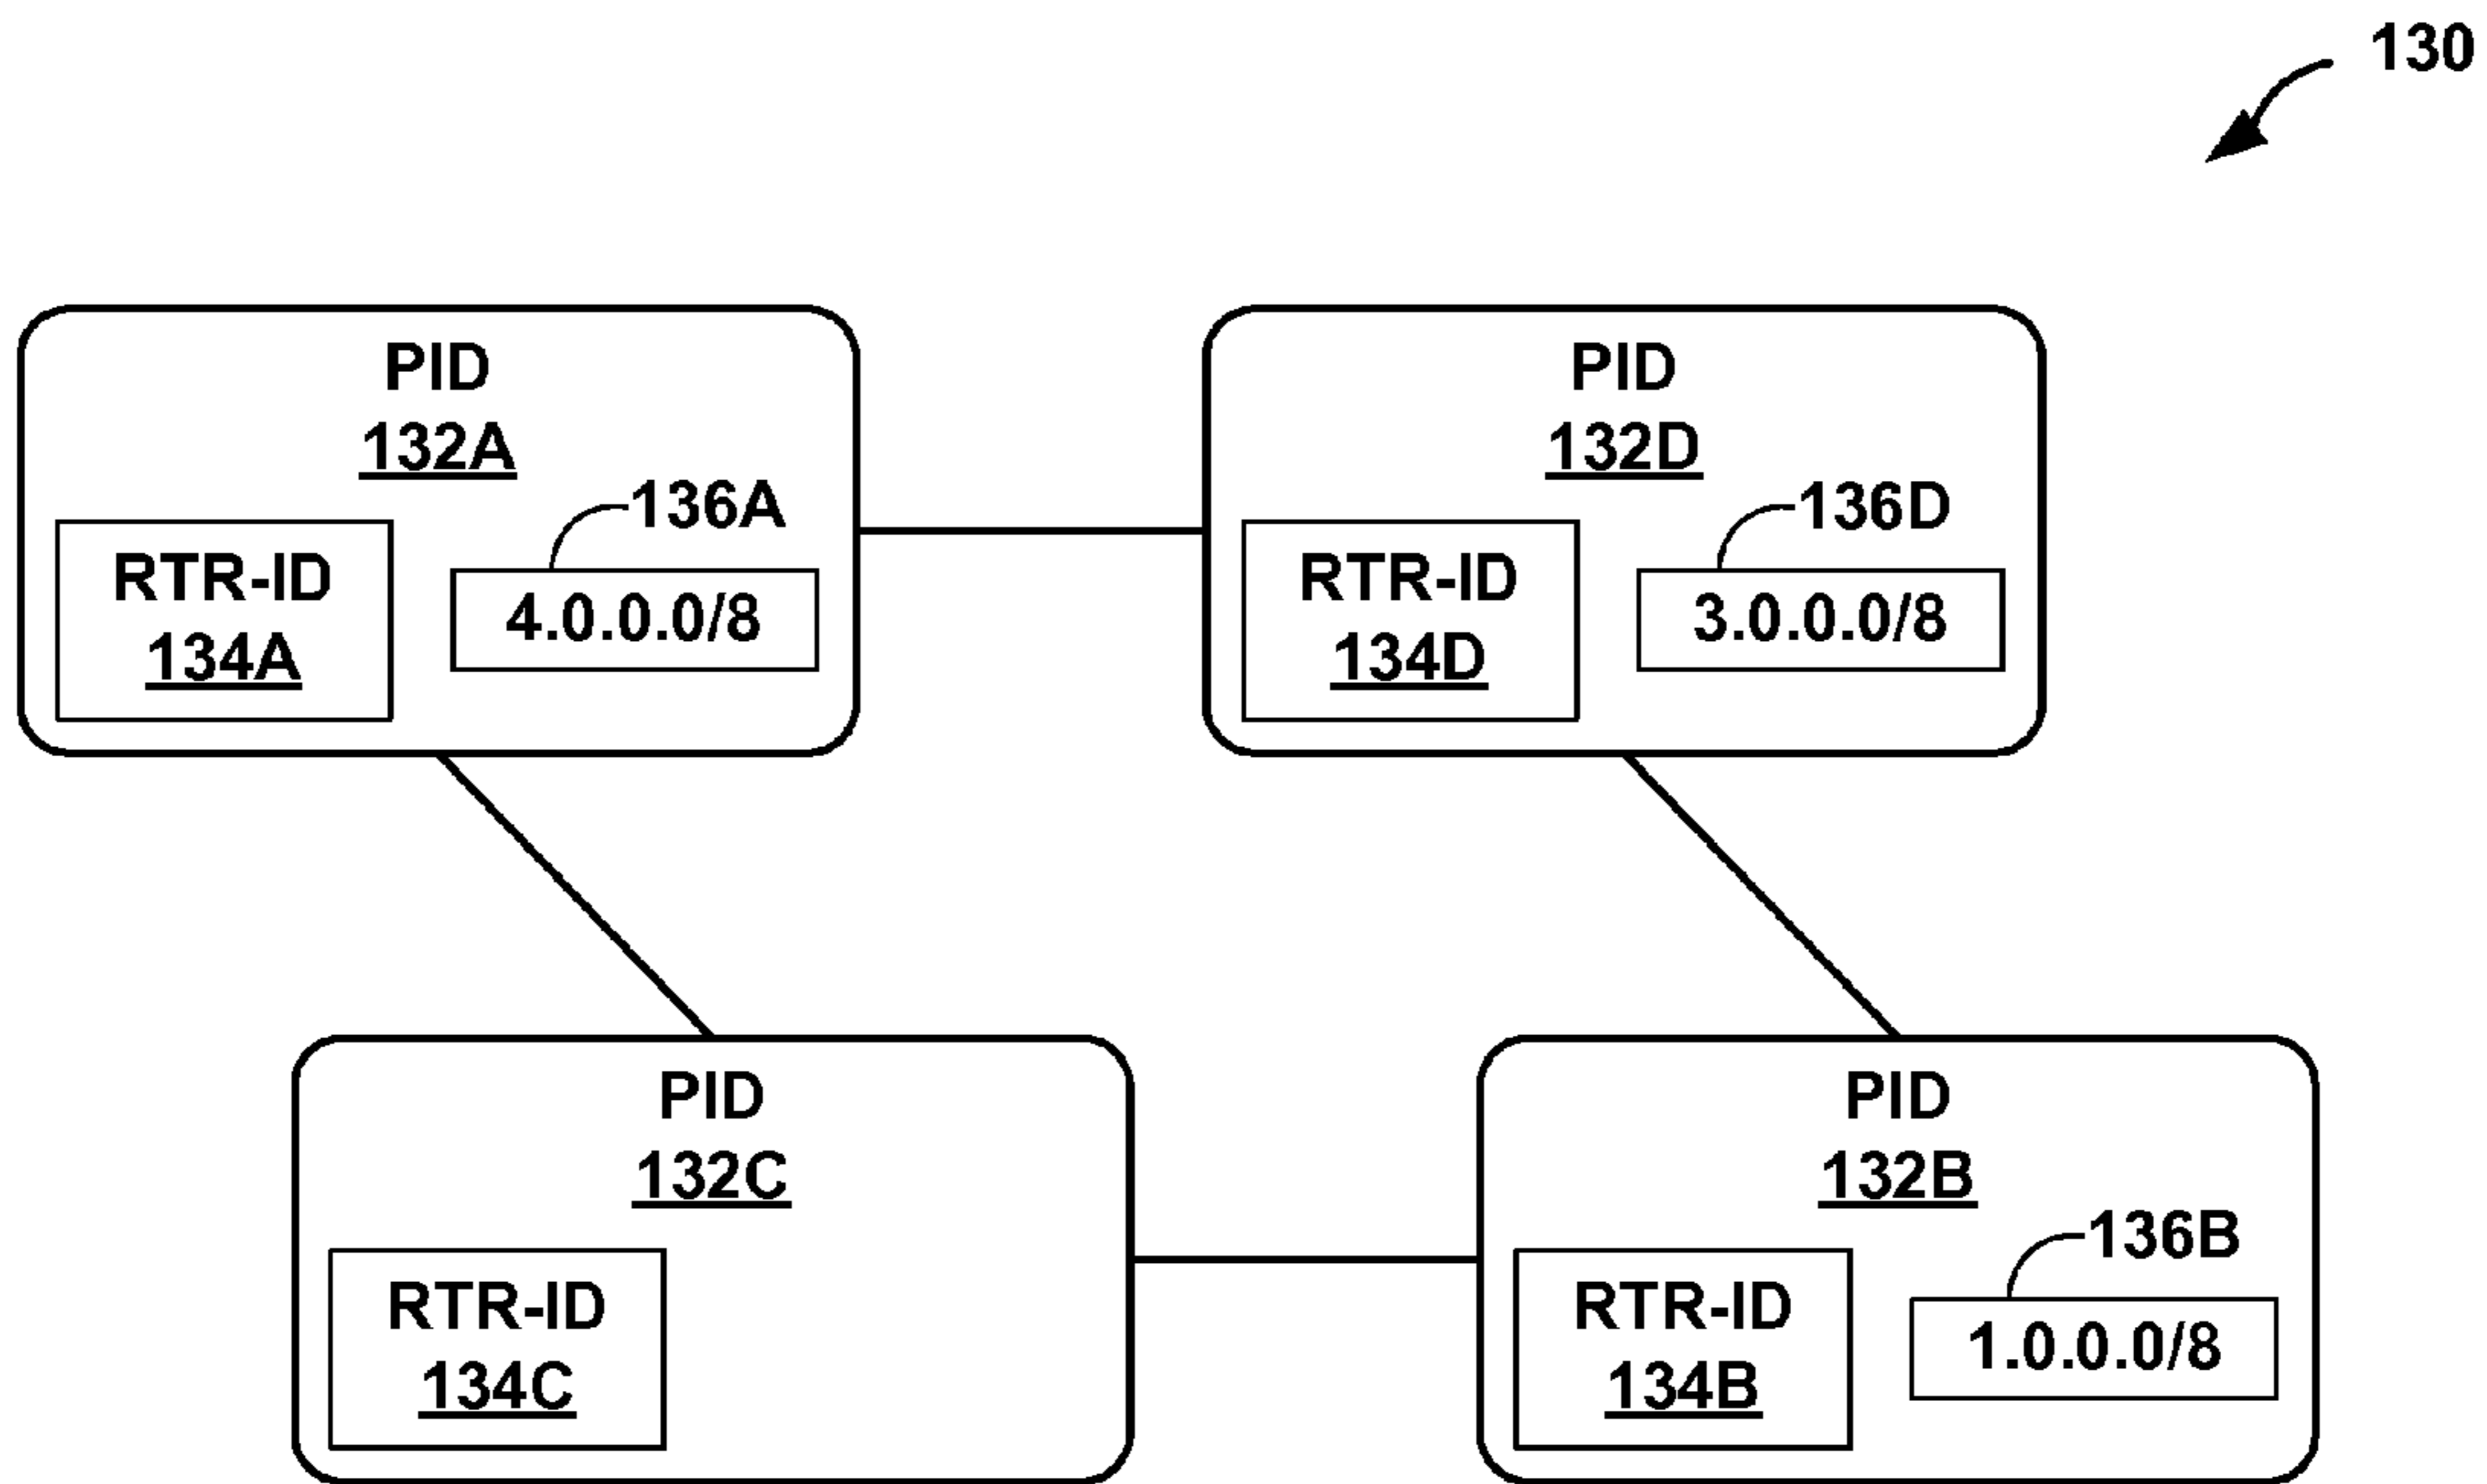 130
PID
132A
136A
RTR-ID
134A
4.0.0.0/8
PID
132D
136D
RTR-ID
134D
3.0.0.0/8
PID
132C
RTR-ID
134C
PID
132B
136B
RTR-ID
134B
1.0.0.0/8